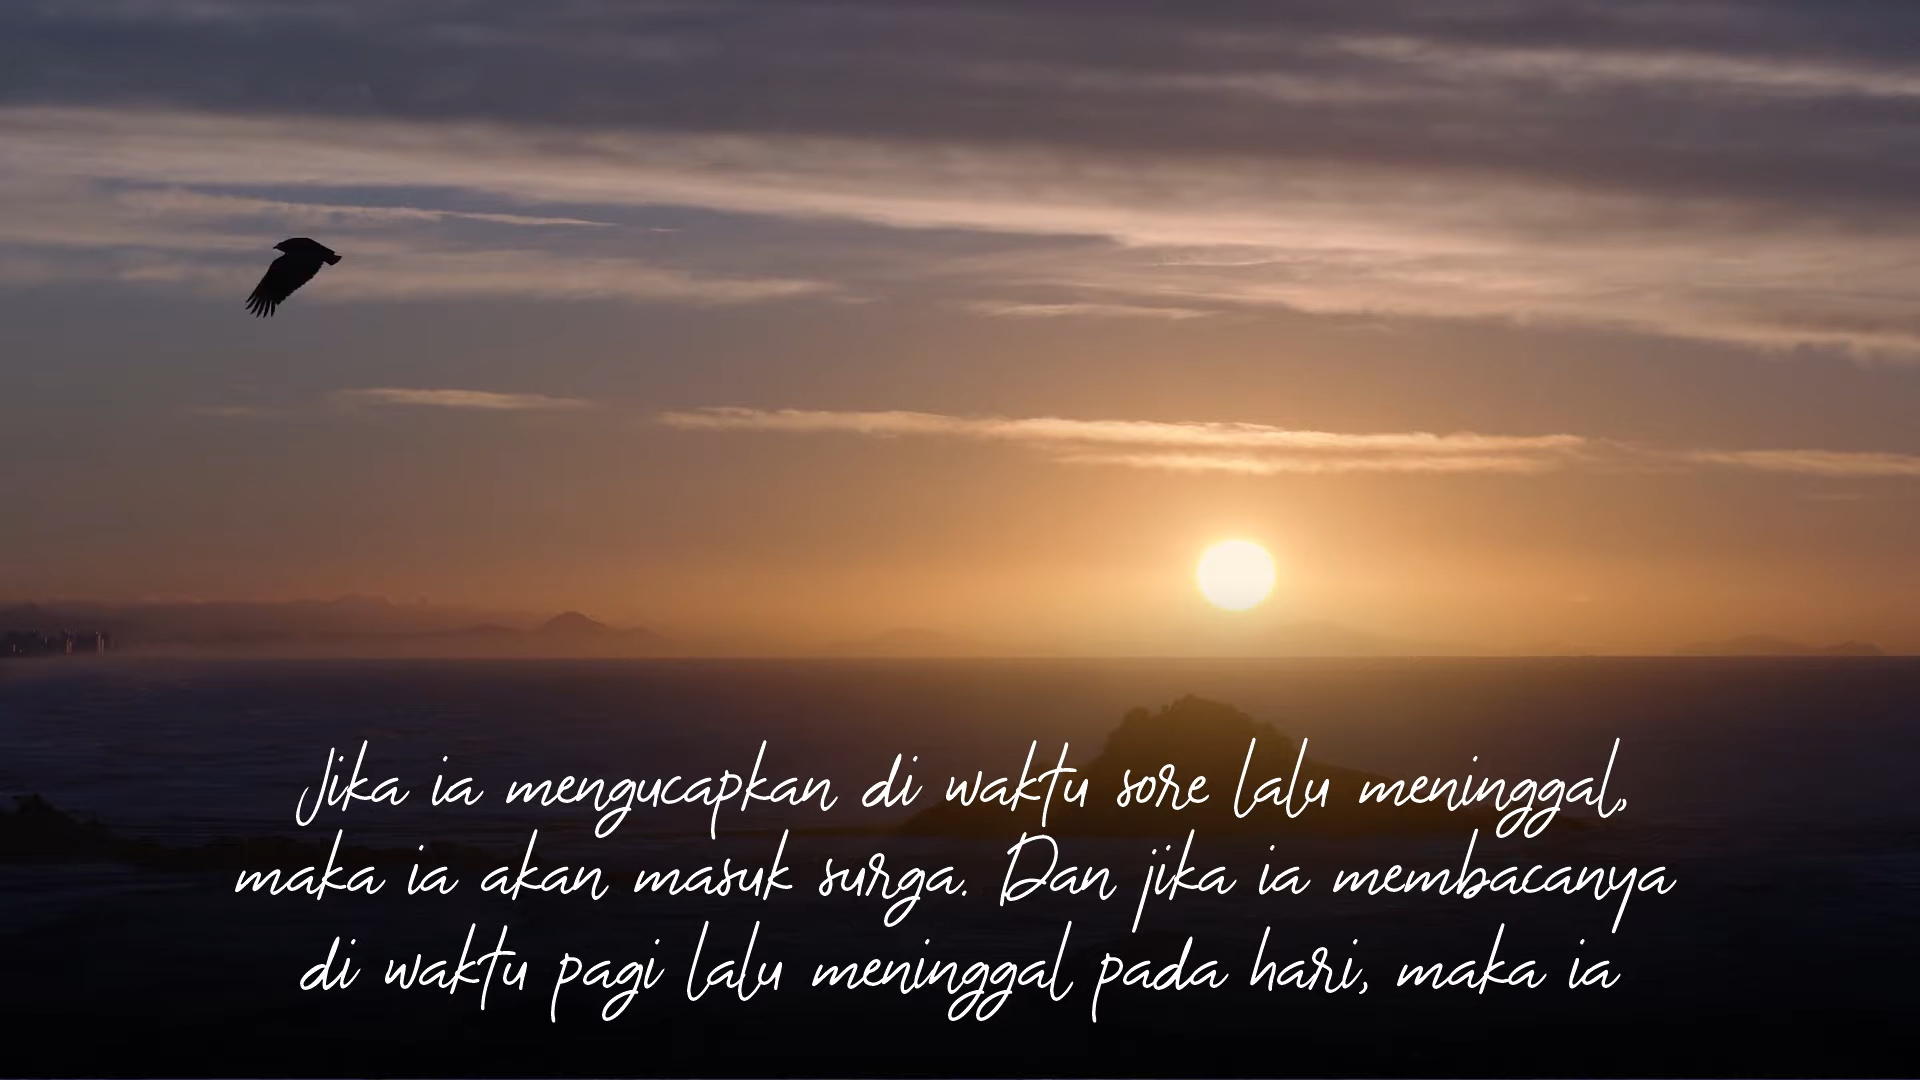 Jika ia mengucapkan di waktu sore lalu meninggal,
maka ia akan masuk surga. Dan jika ia membacanya
di waktu pagi lalu meninggal pada hari, maka ia